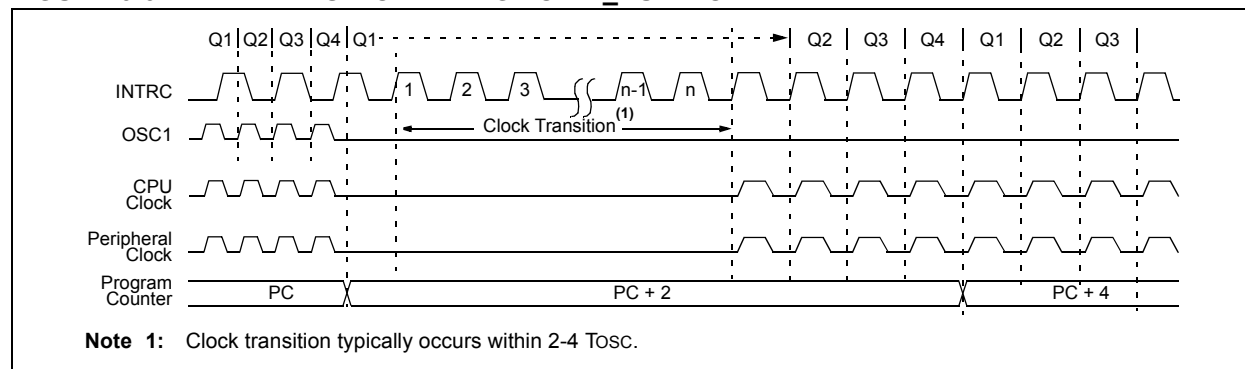 Q1 Q2 Q3 Q4 Q1 Q2 Q3 Q4 Q1 Q2 Q3
INTRC 1 2 3 n-1 n
OSC1 Clock Transition (1)
CPU
Clock
Peripheral
Clock
Program
Counter
PC PC + 2 PC + 4
Note 1: Clock transition typically occurs within 2-4 TOSC.